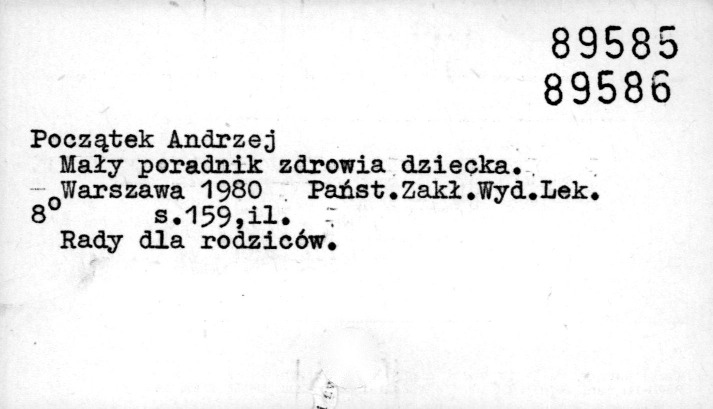 89585
89586
Początek Andrzej
Mały poradnik zdrowia dziecka.
Warszawa 1980 Państ.Zakł.Wyd.Lek.
8° s.159,il.
Rady dla rodziców.